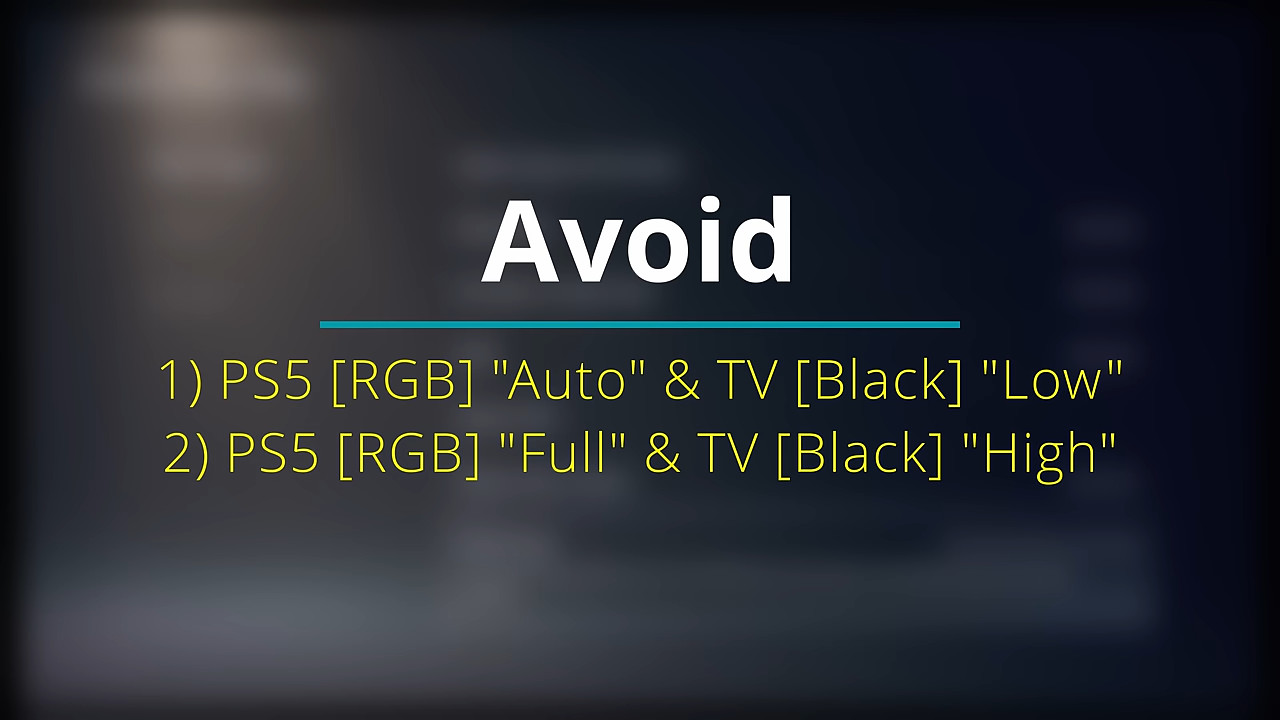 Avoid
1) PS5 [RGB] "Auto" & TV [Black] "Low"
2) PS5 [RGB] "Full" & TV [Black] "High"